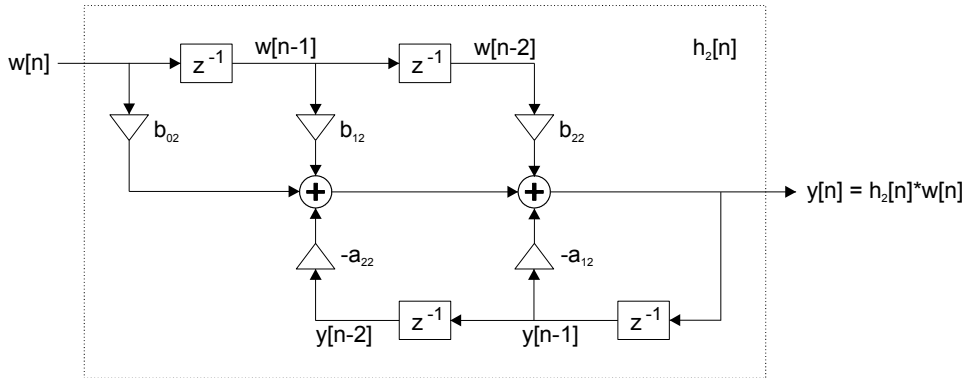 w[n-1]
w[n-2]
h₂[n]
w[n]
z⁻¹
z⁻¹
b₀₂
b₁₂
b₂₂
+
+
y[n] = h₂[n]*w[n]
-a₂₂
-a₁₂
z⁻¹
z⁻¹
y[n-2]
y[n-1]